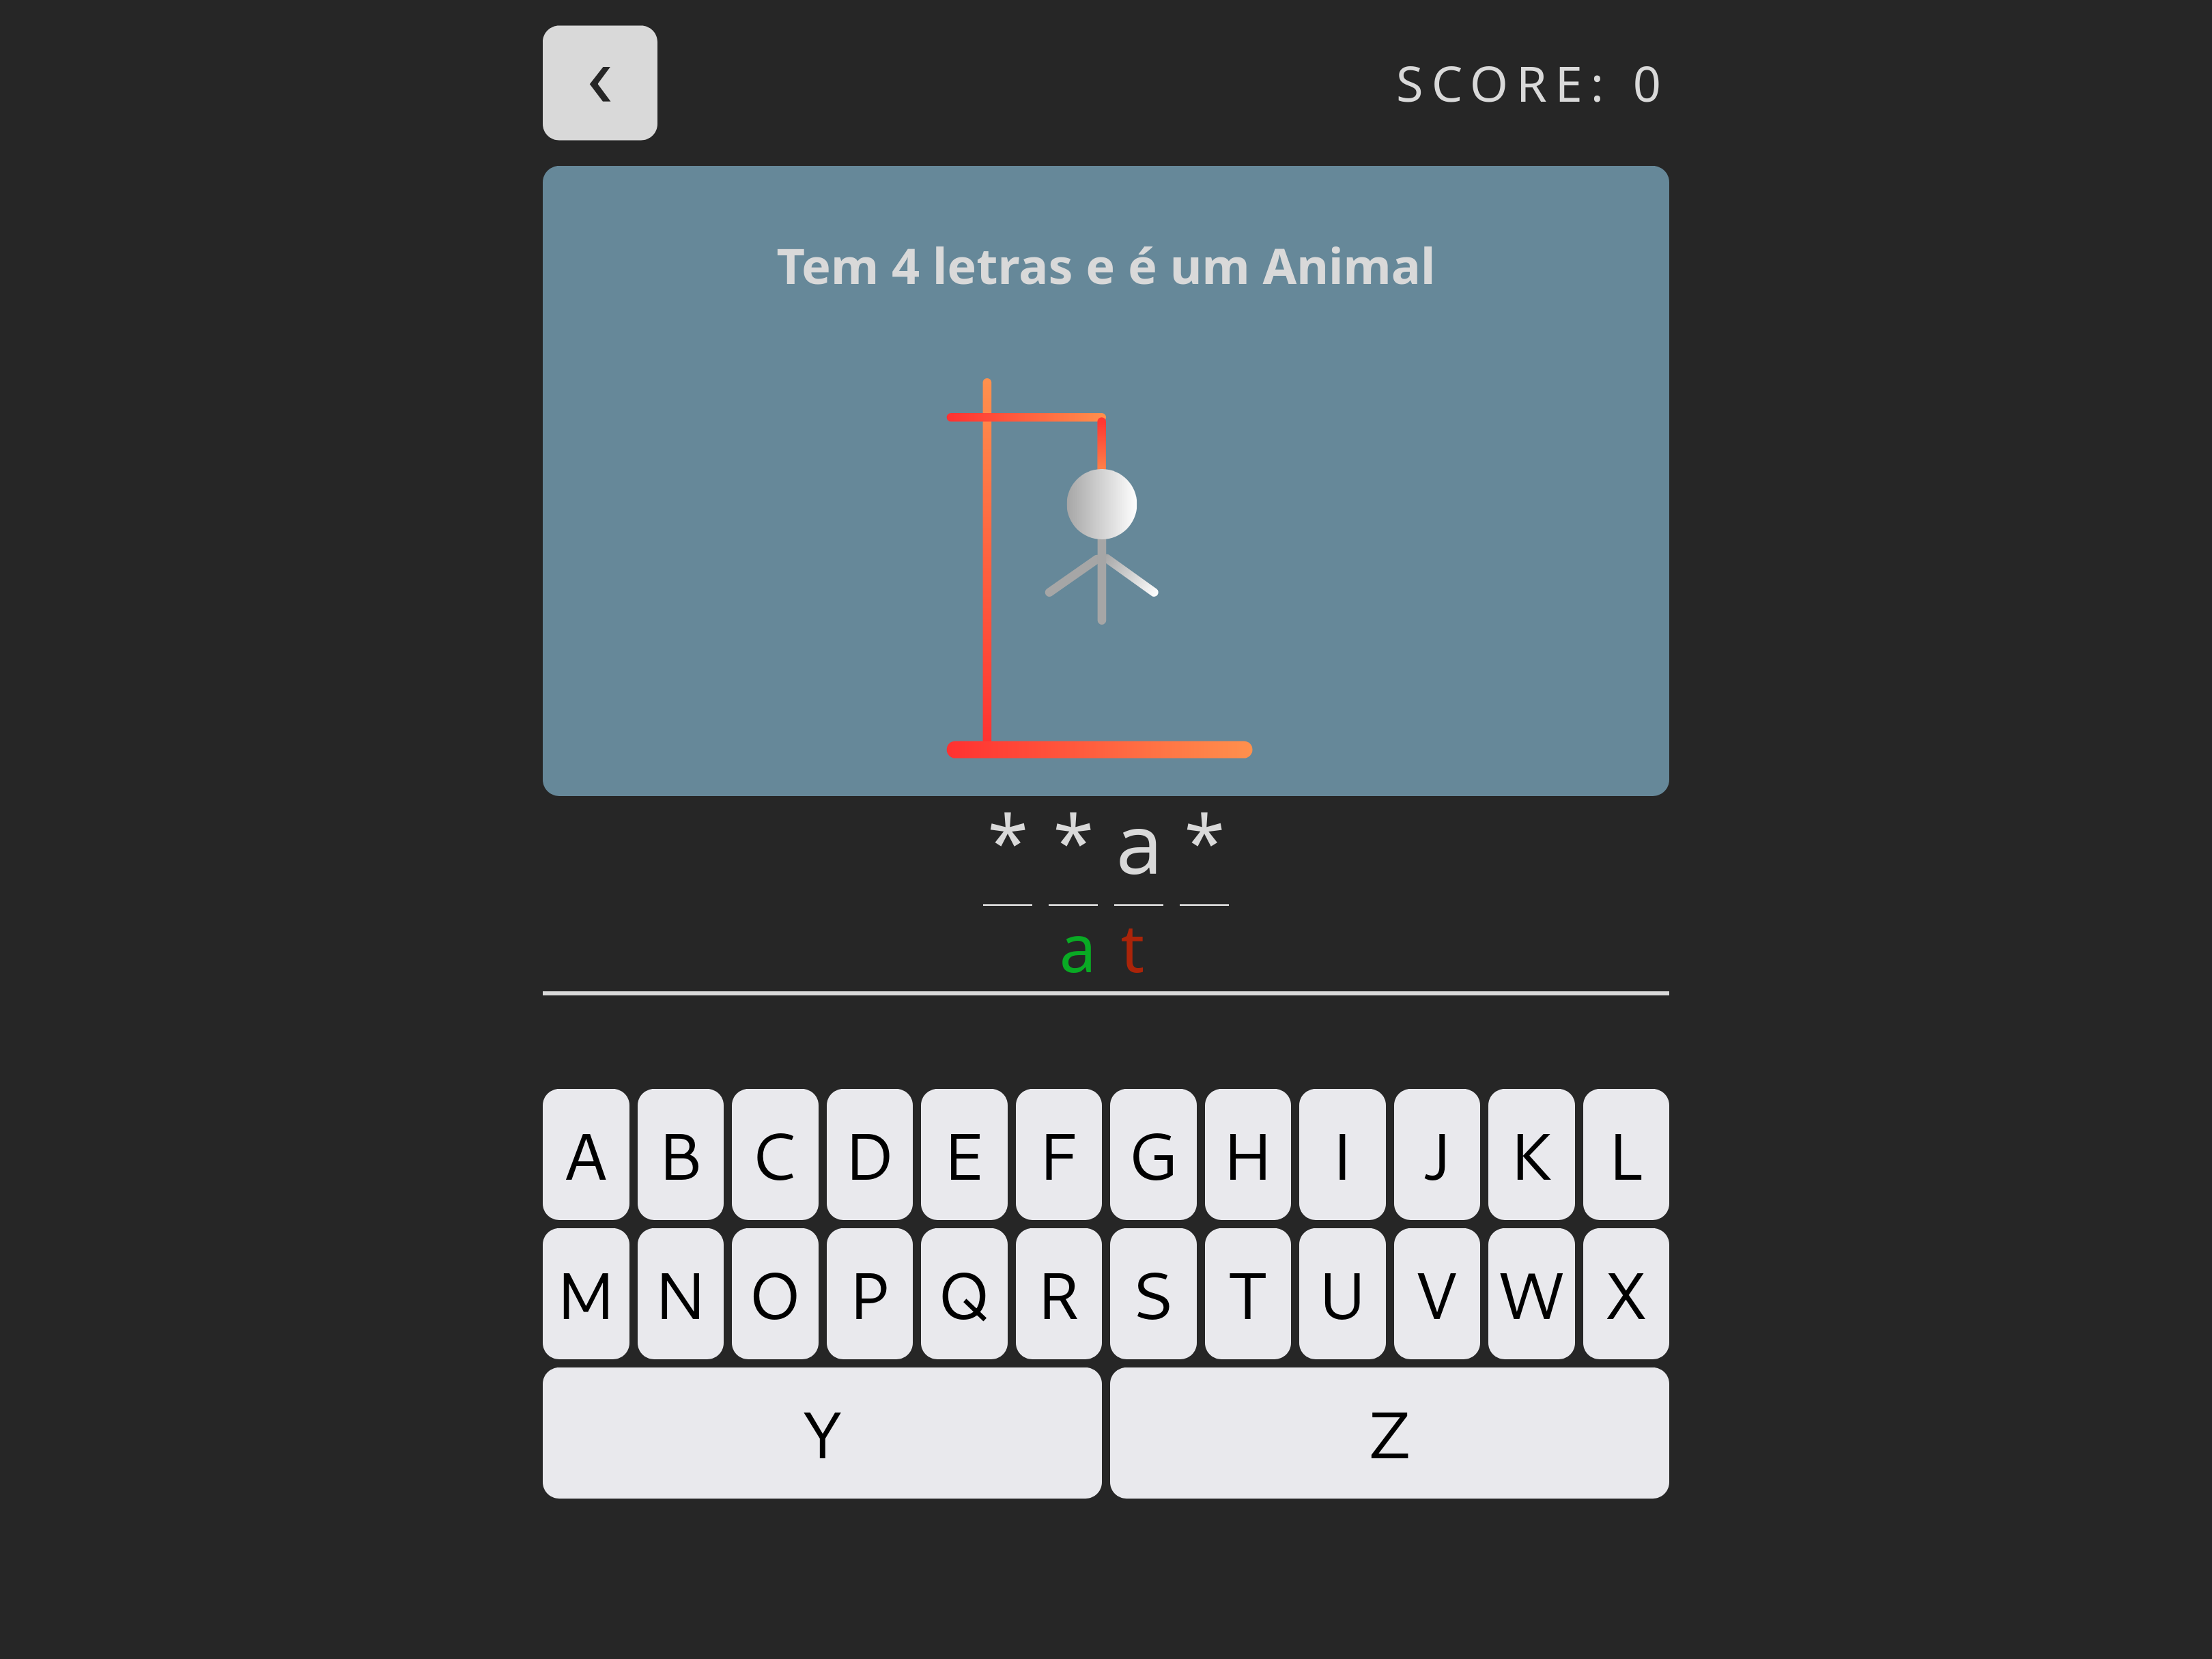 ‹ SCORE: 0
Tem 4 letras e é um Animal
* * a *
a t
A B C D E F G H I J K L
M N O P Q R S T U V W X
Y Z